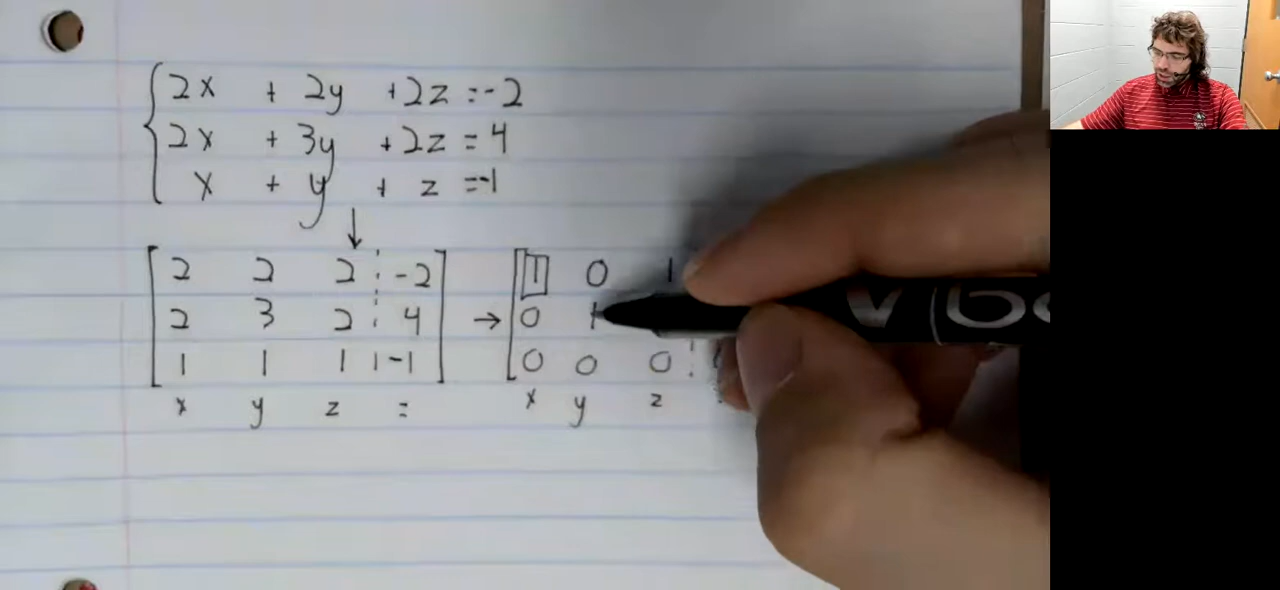 2x + 2y + 2z = -2
2x + 3y + 2z = 4
x + y + z = -1
↓
2 2 2 ¦ -2 1 0 1
2 3 2 ¦ 4 → 0 1
1 1 1 | -1 0 0 0 ¦
x y z = x y z